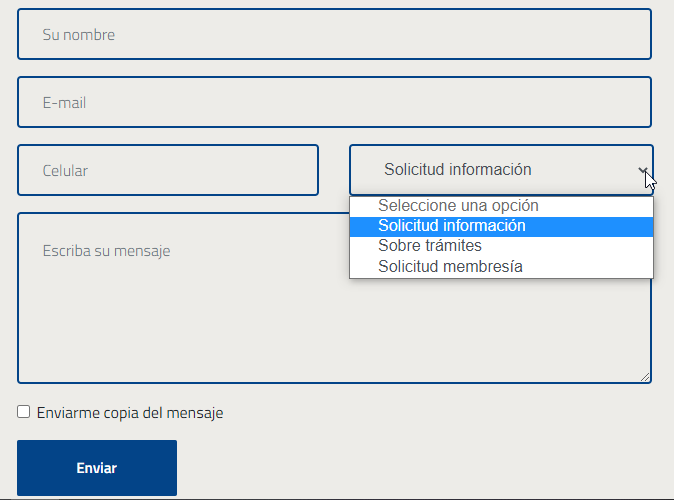 Su nombre
E-mail
Celular
Solicitud información
Seleccione una opción
Solicitud información
Sobre trámites
Solicitud membresía
Escriba su mensaje
Enviarme copia del mensaje
Enviar